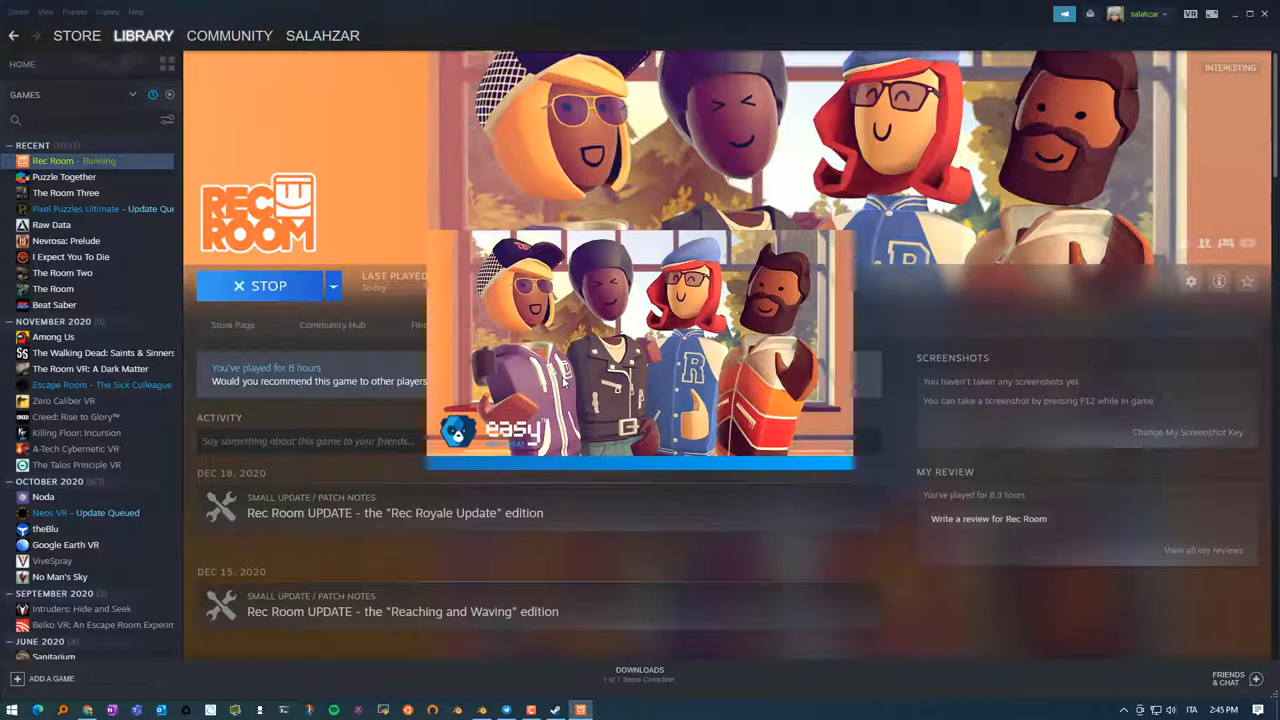 Steam View Friends Games Help
salahzar
VR
STORE LIBRARY COMMUNITY SALAHZAR
HOME
GAMES
RECENT (10/11)
Rec Room - Running
Puzzle Together
The Room Three
Pixel Puzzles Ultimate - Update Que
Raw Data
Nevrosa: Prelude
I Expect You To Die
The Room Two
The Room
Beat Saber
NOVEMBER 2020 (9)
Among Us
The Walking Dead: Saints & Sinners
The Room VR: A Dark Matter
Escape Room - The Sick Colleague
Zero Caliber VR
Creed: Rise to Glory™
Killing Floor: Incursion
A-Tech Cybernetic VR
The Talos Principle VR
OCTOBER 2020 (6/7)
Noda
Neos VR - Update Queued
theBlu
Google Earth VR
ViveSpray
No Man's Sky
SEPTEMBER 2020 (2)
Intruders: Hide and Seek
Belko VR: An Escape Room Experim
JUNE 2020 (4)
Sanitarium
ADD A GAME
INTERESTING
REC ROOM
STOP
LAST PLAYED
Today
Store Page Community Hub Find
You've played for 8 hours
Would you recommend this game to other players
ACTIVITY
Say something about this game to your friends...
DEC 18, 2020
SMALL UPDATE / PATCH NOTES
Rec Room UPDATE - the "Rec Royale Update" edition
DEC 15, 2020
SMALL UPDATE / PATCH NOTES
Rec Room UPDATE - the "Reaching and Waving" edition
R
R
easy
SCREENSHOTS
You haven't taken any screenshots yet
You can take a screenshot by pressing F12 while in game
Change My Screenshot Key
MY REVIEW
You've played for 8.3 hours
Write a review for Rec Room
View all my reviews
DOWNLOADS
1 of 1 Items Complete
FRIENDS
& CHAT
ITA 2:45 PM